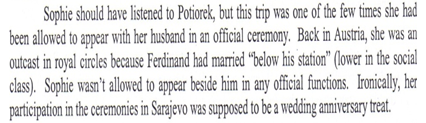 Sophie should have listened to Potiorek, but this trip was one of the few times she had
been allowed to appear with her husband in an official ceremony. Back in Austria, she was an
outcast in royal circles because Ferdinand had married “below his station” (lower in the social
class). Sophie wasn’t allowed to appear beside him in any official functions. Ironically, her
participation in the ceremonies in Sarajevo was supposed to be a wedding anniversary treat.